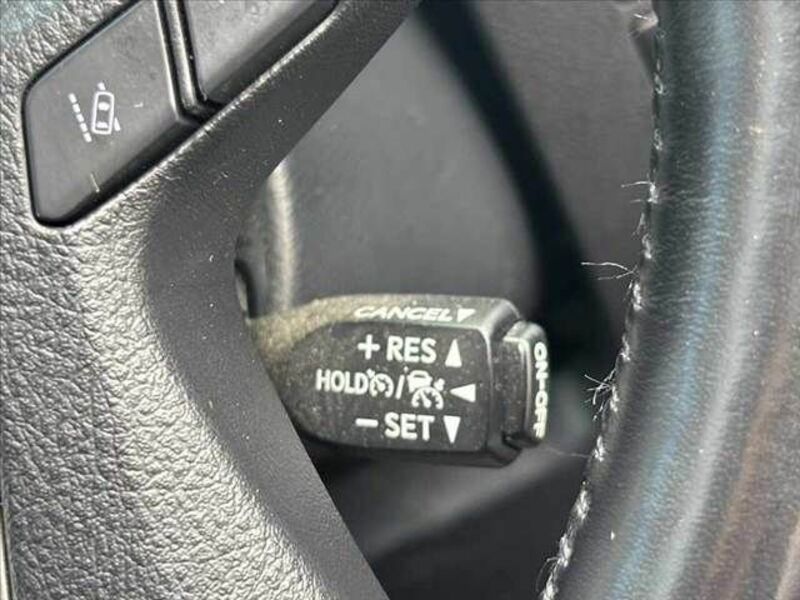 CANCEL▼
+ RES ▲
HOLD / ◄
− SET ▼
ON-OFF